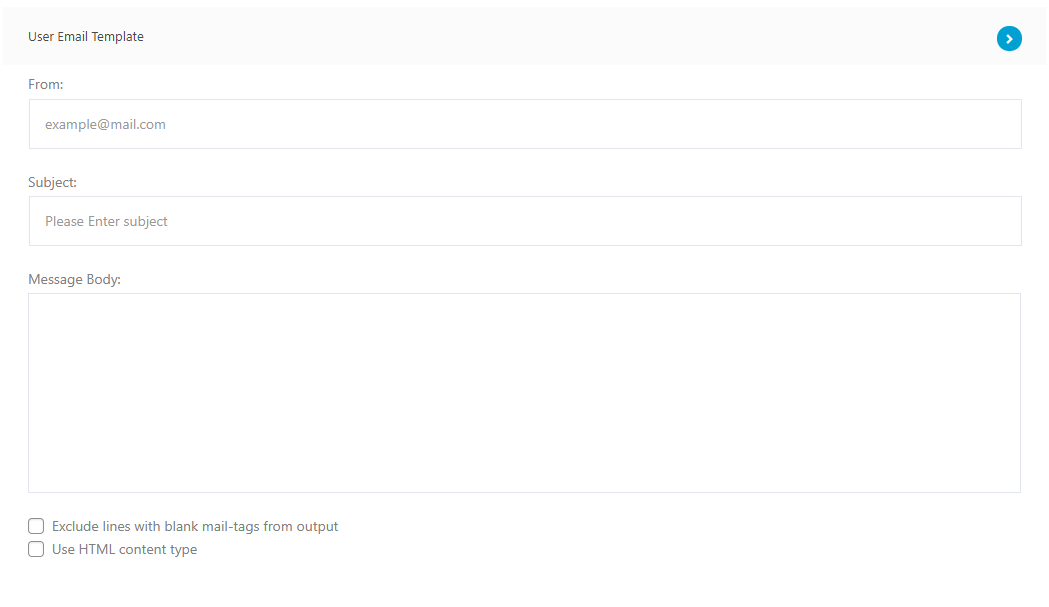 User Email Template
From:
example@mail.com
Subject:
Please Enter subject
Message Body:
Exclude lines with blank mail-tags from output
Use HTML content type